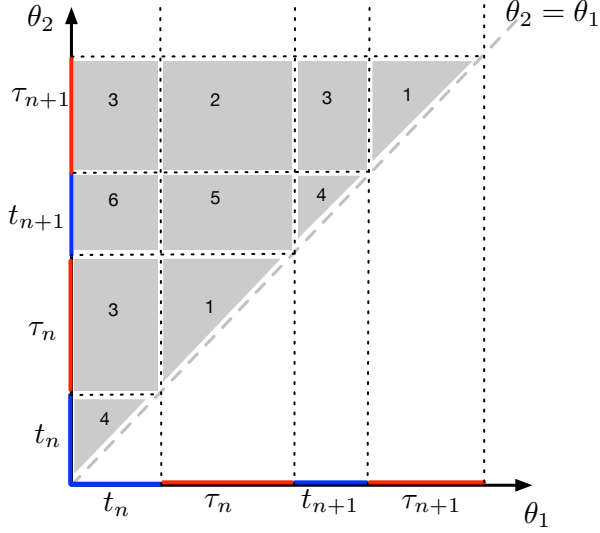 θ₂
θ₂ = θ₁
τₙ₊₁ 3 2 3 1
tₙ₊₁ 6 5 4
τₙ 3 1
tₙ 4
tₙ τₙ tₙ₊₁ τₙ₊₁
θ₁